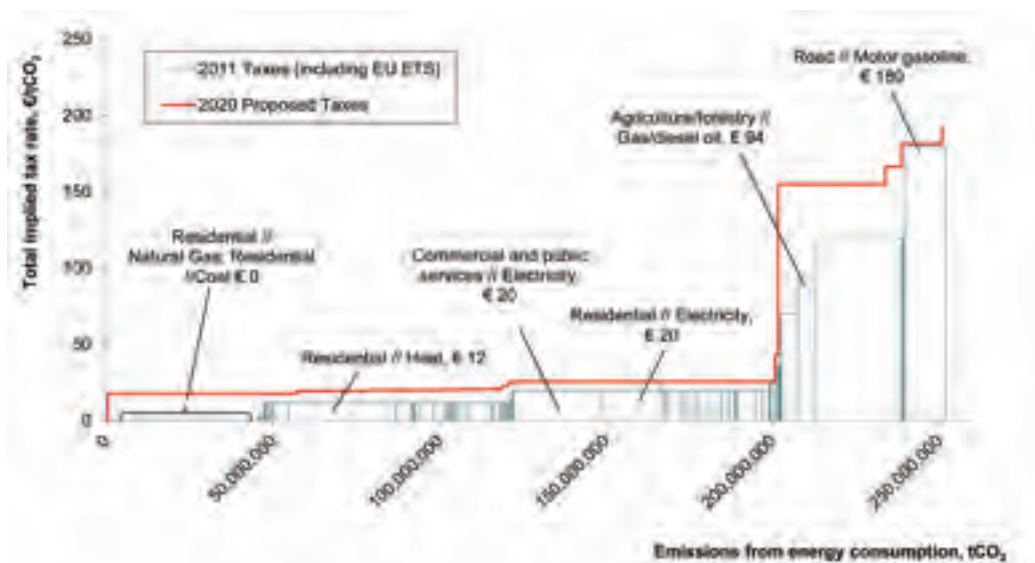 250
200
150
100
50
0
Total implied tax rate, €/tCO₂
2011 Taxes (including EU ETS)
2020 Proposed Taxes
Residential //
Natural Gas; Residential
//Coal € 0
Residential // Heat, € 12
Commercial and public
services // Electricity,
€ 20
Residential // Electricity,
€ 20
Agriculture/forestry //
Gas/diesel oil, € 94
Road // Motor gasoline,
€ 180
0
50,000,000
100,000,000
150,000,000
200,000,000
250,000,000
Emissions from energy consumption, tCO₂